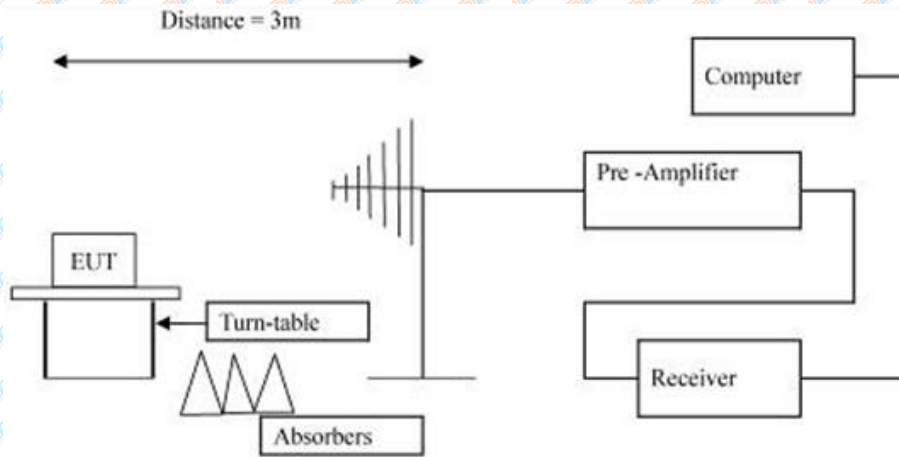 Distance = 3m
Computer
Pre -Amplifier
EUT
Turn-table
Receiver
Absorbers